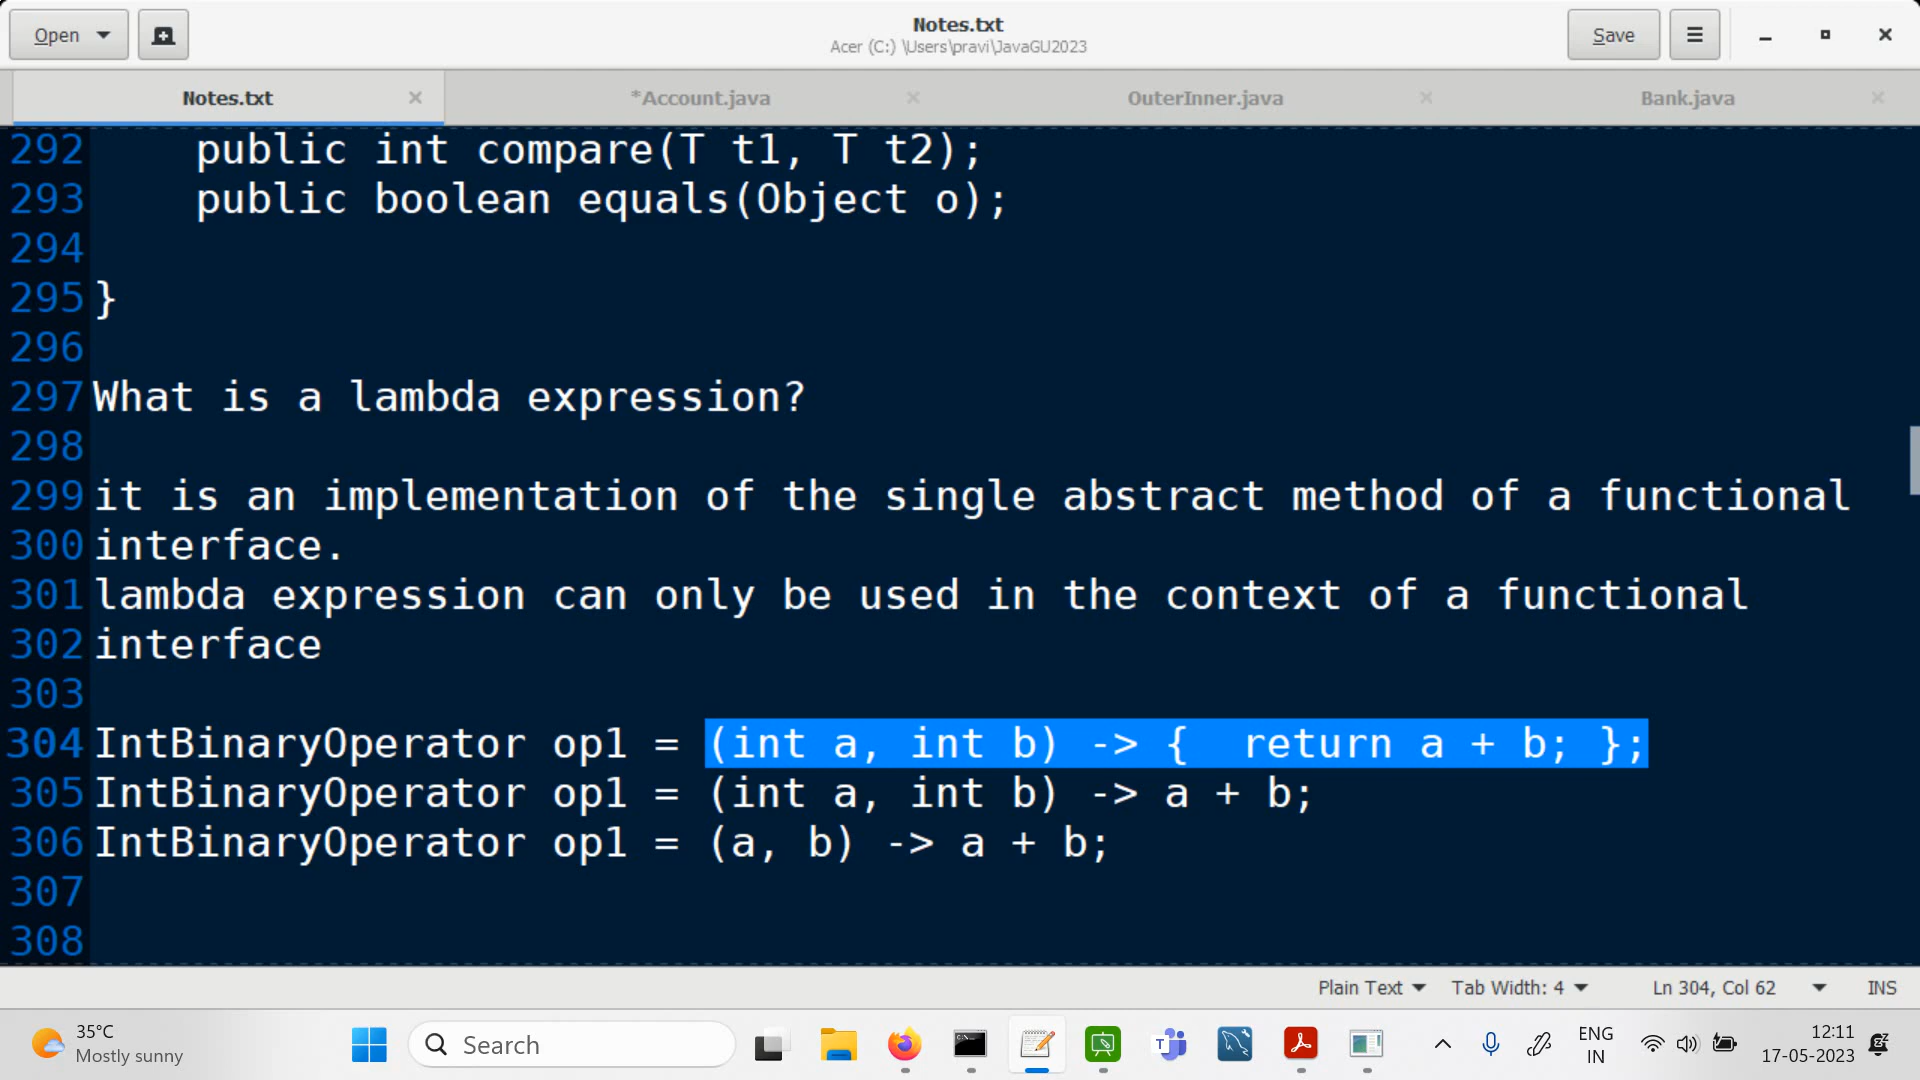 Open
Notes.txt
Acer (C:) \Users\pravi\JavaGU2023
Save
Notes.txt
*Account.java
OuterInner.java
Bank.java
292 public int compare(T t1, T t2);
293 public boolean equals(Object o);
294
295 }
296
297 What is a lambda expression?
298
299 it is an implementation of the single abstract method of a functional
300 interface.
301 lambda expression can only be used in the context of a functional
302 interface
303
304 IntBinaryOperator op1 = (int a, int b) -> {  return a + b; };
305 IntBinaryOperator op1 = (int a, int b) -> a + b;
306 IntBinaryOperator op1 = (a, b) -> a + b;
307
308
Plain Text
Tab Width: 4
Ln 304, Col 62
INS
35°C
Mostly sunny
Search
ENG
IN
12:11
17-05-2023